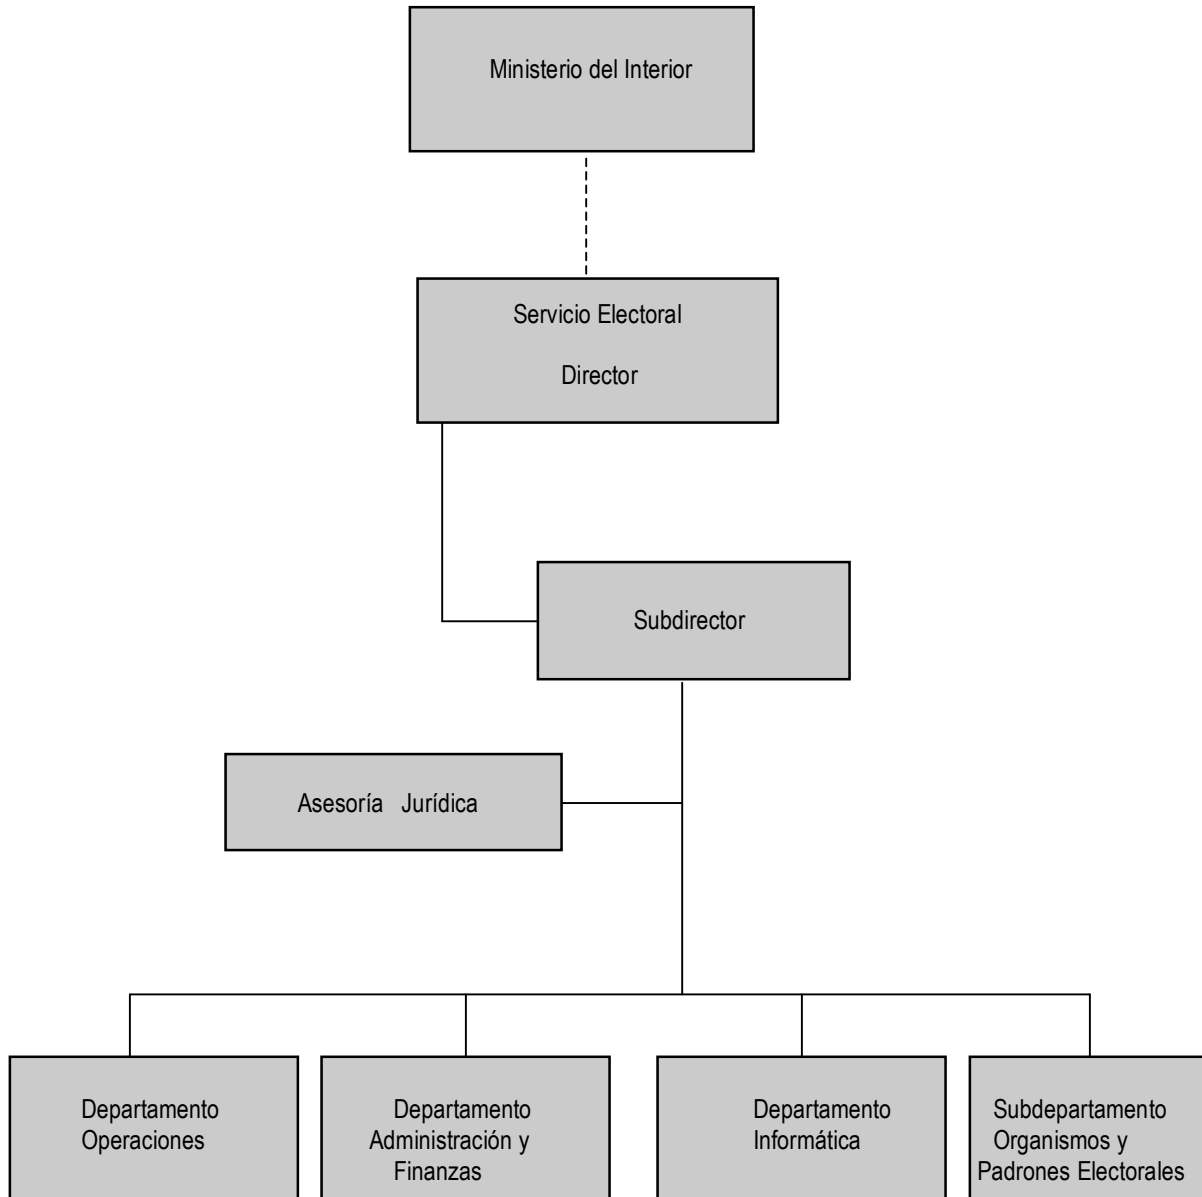 Ministerio del Interior
Servicio Electoral
Director
Subdirector
Asesoría Jurídica
Departamento
Operaciones
Departamento
Administración y
Finanzas
Departamento
Informática
Subdepartamento
Organismos y
Padrones Electorales